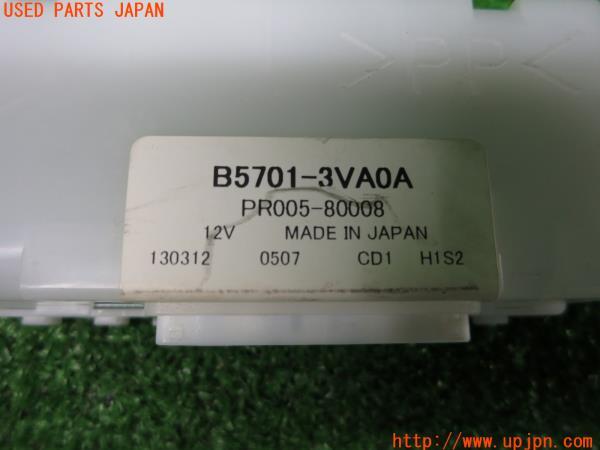 USED PARTS JAPAN
>PP<
B5701-3VA0A
PR005-80008
12V MADE IN JAPAN
130312 0507 CD1 H1S2
http://www.upjpn.com/